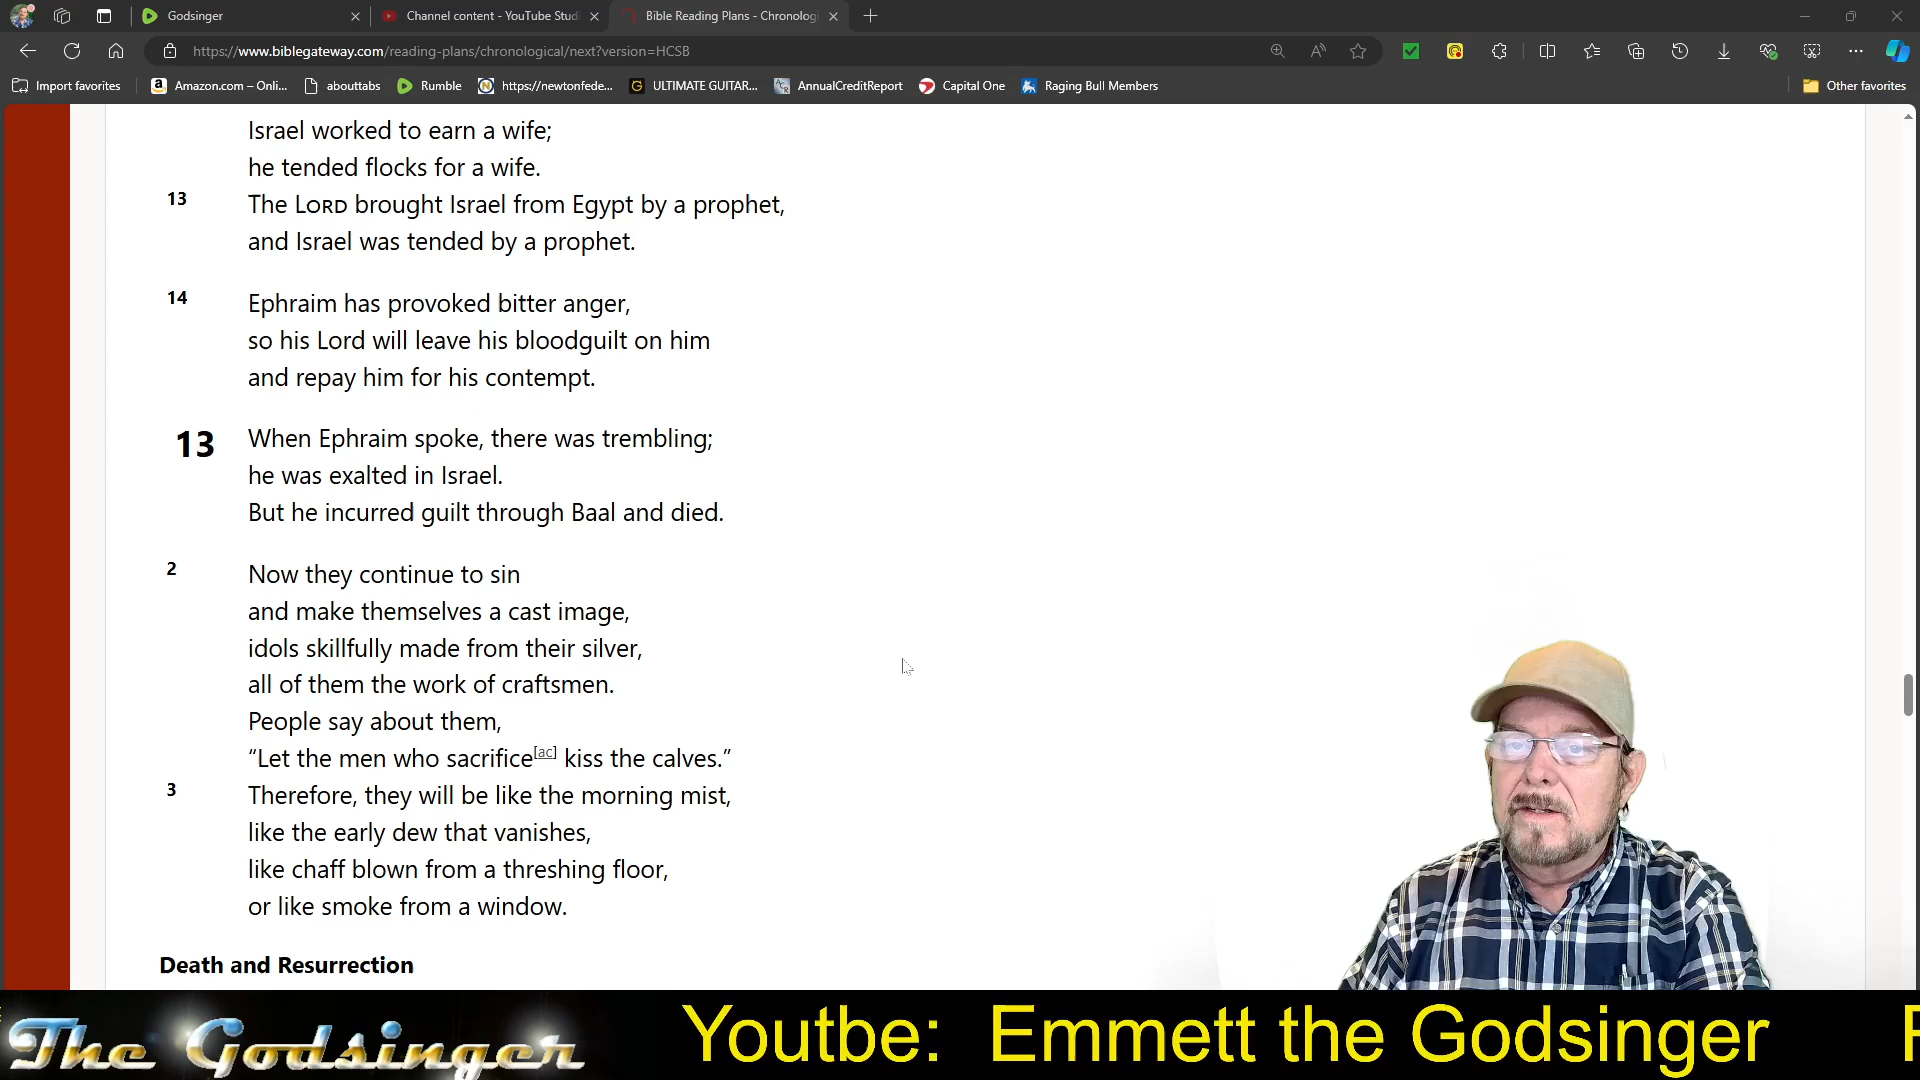 Godsinger
Channel content - YouTube Stud
Bible Reading Plans - Chronolog
https://www.biblegateway.com/reading-plans/chronological/next?version=HCSB
Import favorites
Amazon.com – Onli...
abouttabs
Rumble
https://newtonfede...
ULTIMATE GUITAR...
AnnualCreditReport
Capital One
Raging Bull Members
Other favorites
Israel worked to earn a wife;
he tended flocks for a wife.
13 The LORD brought Israel from Egypt by a prophet,
and Israel was tended by a prophet.
14 Ephraim has provoked bitter anger,
so his Lord will leave his bloodguilt on him
and repay him for his contempt.
13 When Ephraim spoke, there was trembling;
he was exalted in Israel.
But he incurred guilt through Baal and died.
2 Now they continue to sin
and make themselves a cast image,
idols skillfully made from their silver,
all of them the work of craftsmen.
People say about them,
“Let the men who sacrifice[ac] kiss the calves.”
3 Therefore, they will be like the morning mist,
like the early dew that vanishes,
like chaff blown from a threshing floor,
or like smoke from a window.
Death and Resurrection
The Godsinger
Youtbe: Emmett the Godsinger